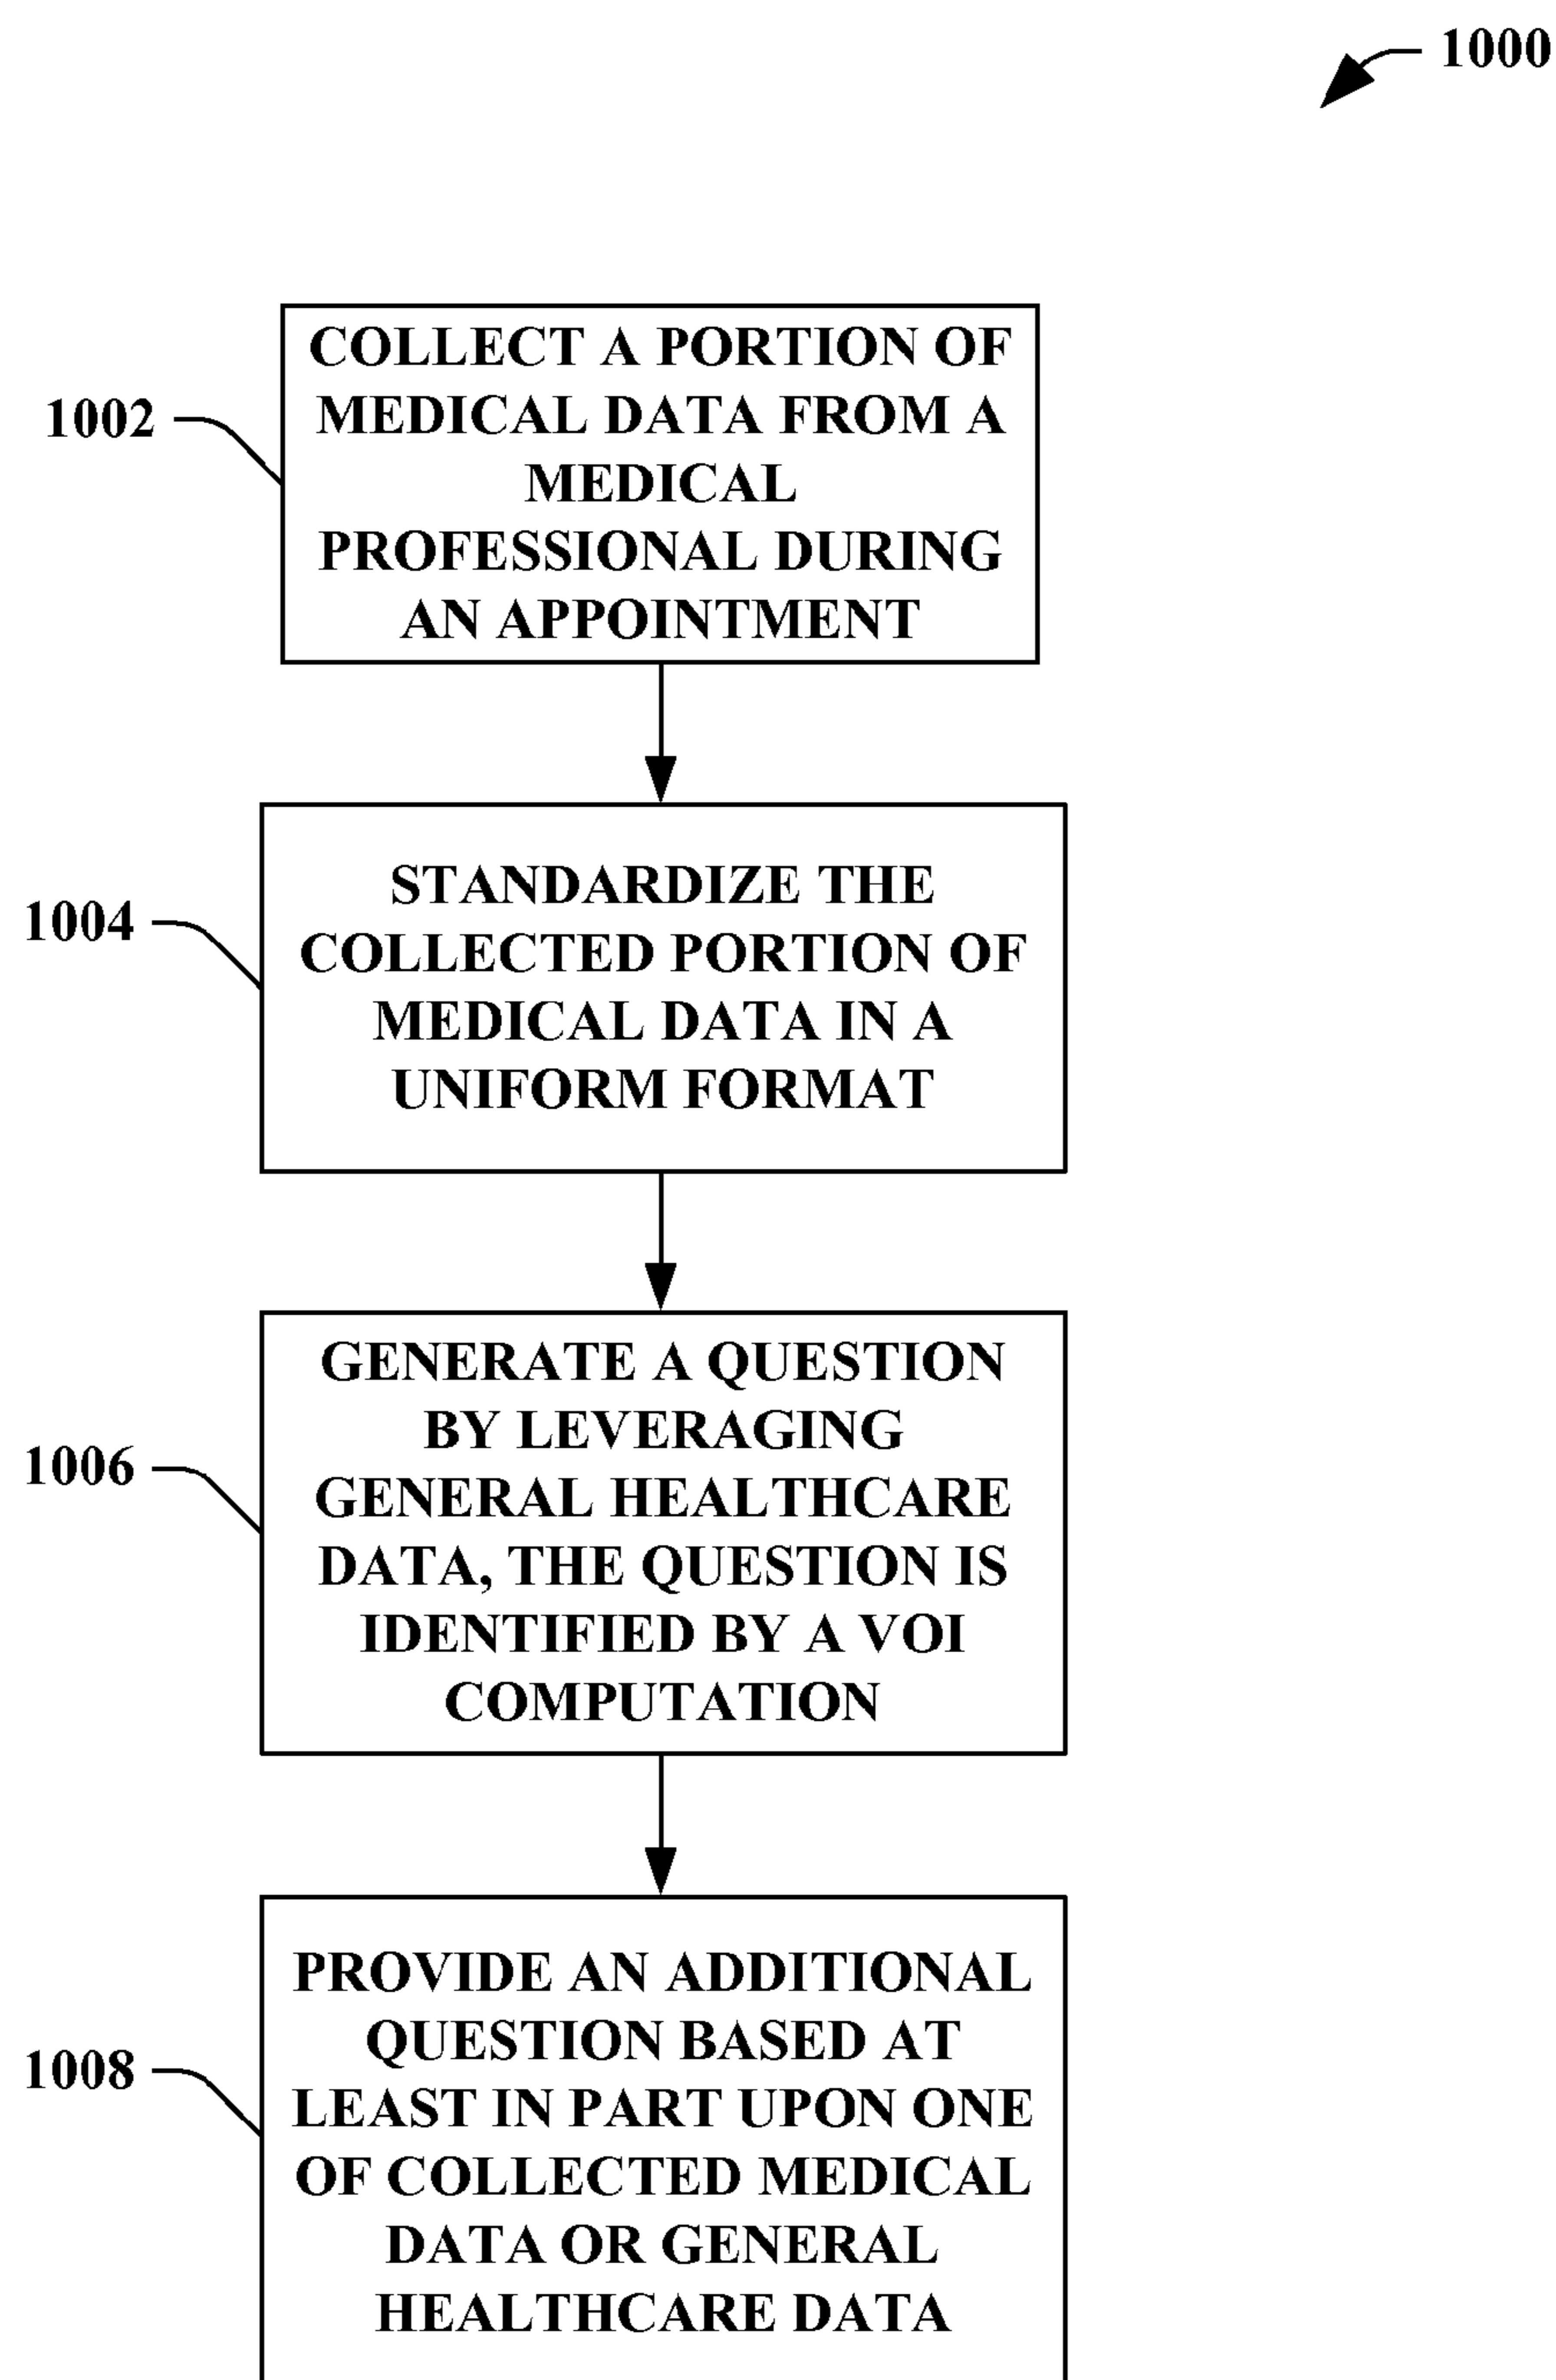 1000
1002
COLLECT A PORTION OF
MEDICAL DATA FROM A
MEDICAL
PROFESSIONAL DURING
AN APPOINTMENT
1004
STANDARDIZE THE
COLLECTED PORTION OF
MEDICAL DATA IN A
UNIFORM FORMAT
1006
GENERATE A QUESTION
BY LEVERAGING
GENERAL HEALTHCARE
DATA, THE QUESTION IS
IDENTIFIED BY A VOI
COMPUTATION
1008
PROVIDE AN ADDITIONAL
QUESTION BASED AT
LEAST IN PART UPON ONE
OF COLLECTED MEDICAL
DATA OR GENERAL
HEALTHCARE DATA